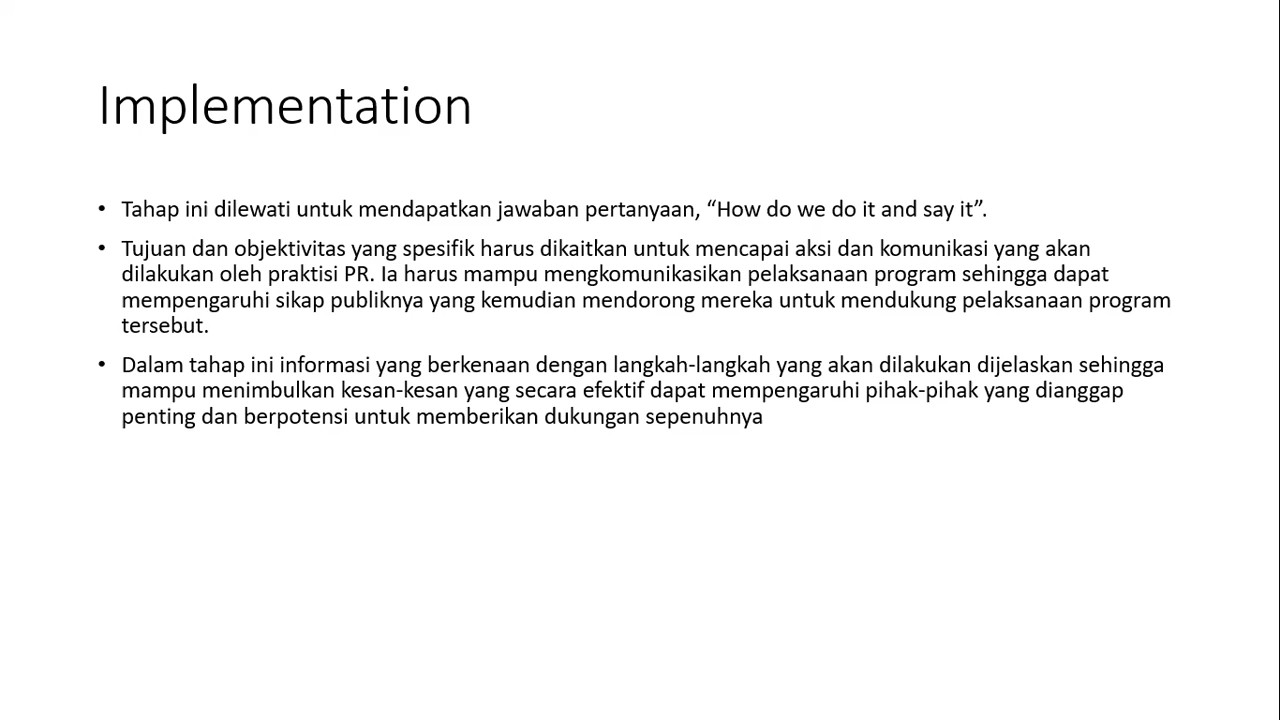 Implementation
• Tahap ini dilewati untuk mendapatkan jawaban pertanyaan, “How do we do it and say it”.
• Tujuan dan objektivitas yang spesifik harus dikaitkan untuk mencapai aksi dan komunikasi yang akan
dilakukan oleh praktisi PR. Ia harus mampu mengkomunikasikan pelaksanaan program sehingga dapat
mempengaruhi sikap publiknya yang kemudian mendorong mereka untuk mendukung pelaksanaan program
tersebut.
• Dalam tahap ini informasi yang berkenaan dengan langkah-langkah yang akan dilakukan dijelaskan sehingga
mampu menimbulkan kesan-kesan yang secara efektif dapat mempengaruhi pihak-pihak yang dianggap
penting dan berpotensi untuk memberikan dukungan sepenuhnya